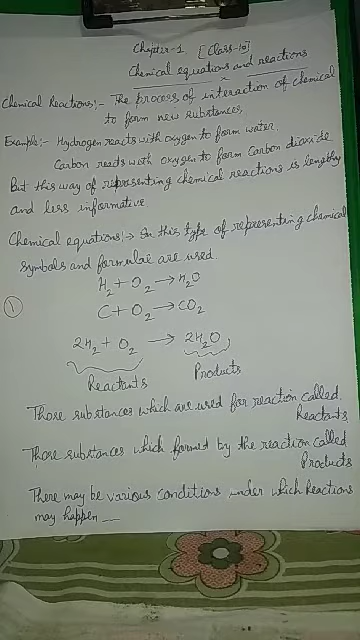 Chapter-1 [Class-10]
Chemical equations and reactions
x
Chemical Reactions:- The process of interaction of chemical
to form new substances,
Example:- Hydrogen reacts with oxygen to form water.
Carbon reacts with oxygen to form Carbon dioxide
But this way of representing chemical reactions is lengthy
and less informative
Chemical equations:→ In this type of representing chemical
symbols and formulae are used.
H₂ + O₂ → H₂O
① C + O₂ → CO₂
2H₂ + O₂ → 2H₂O
Reactants Products
Those substances which are used for reaction called
Reactants
Those substances which formed by the reaction called
Products
There may be various conditions under which Reactions
may happen __